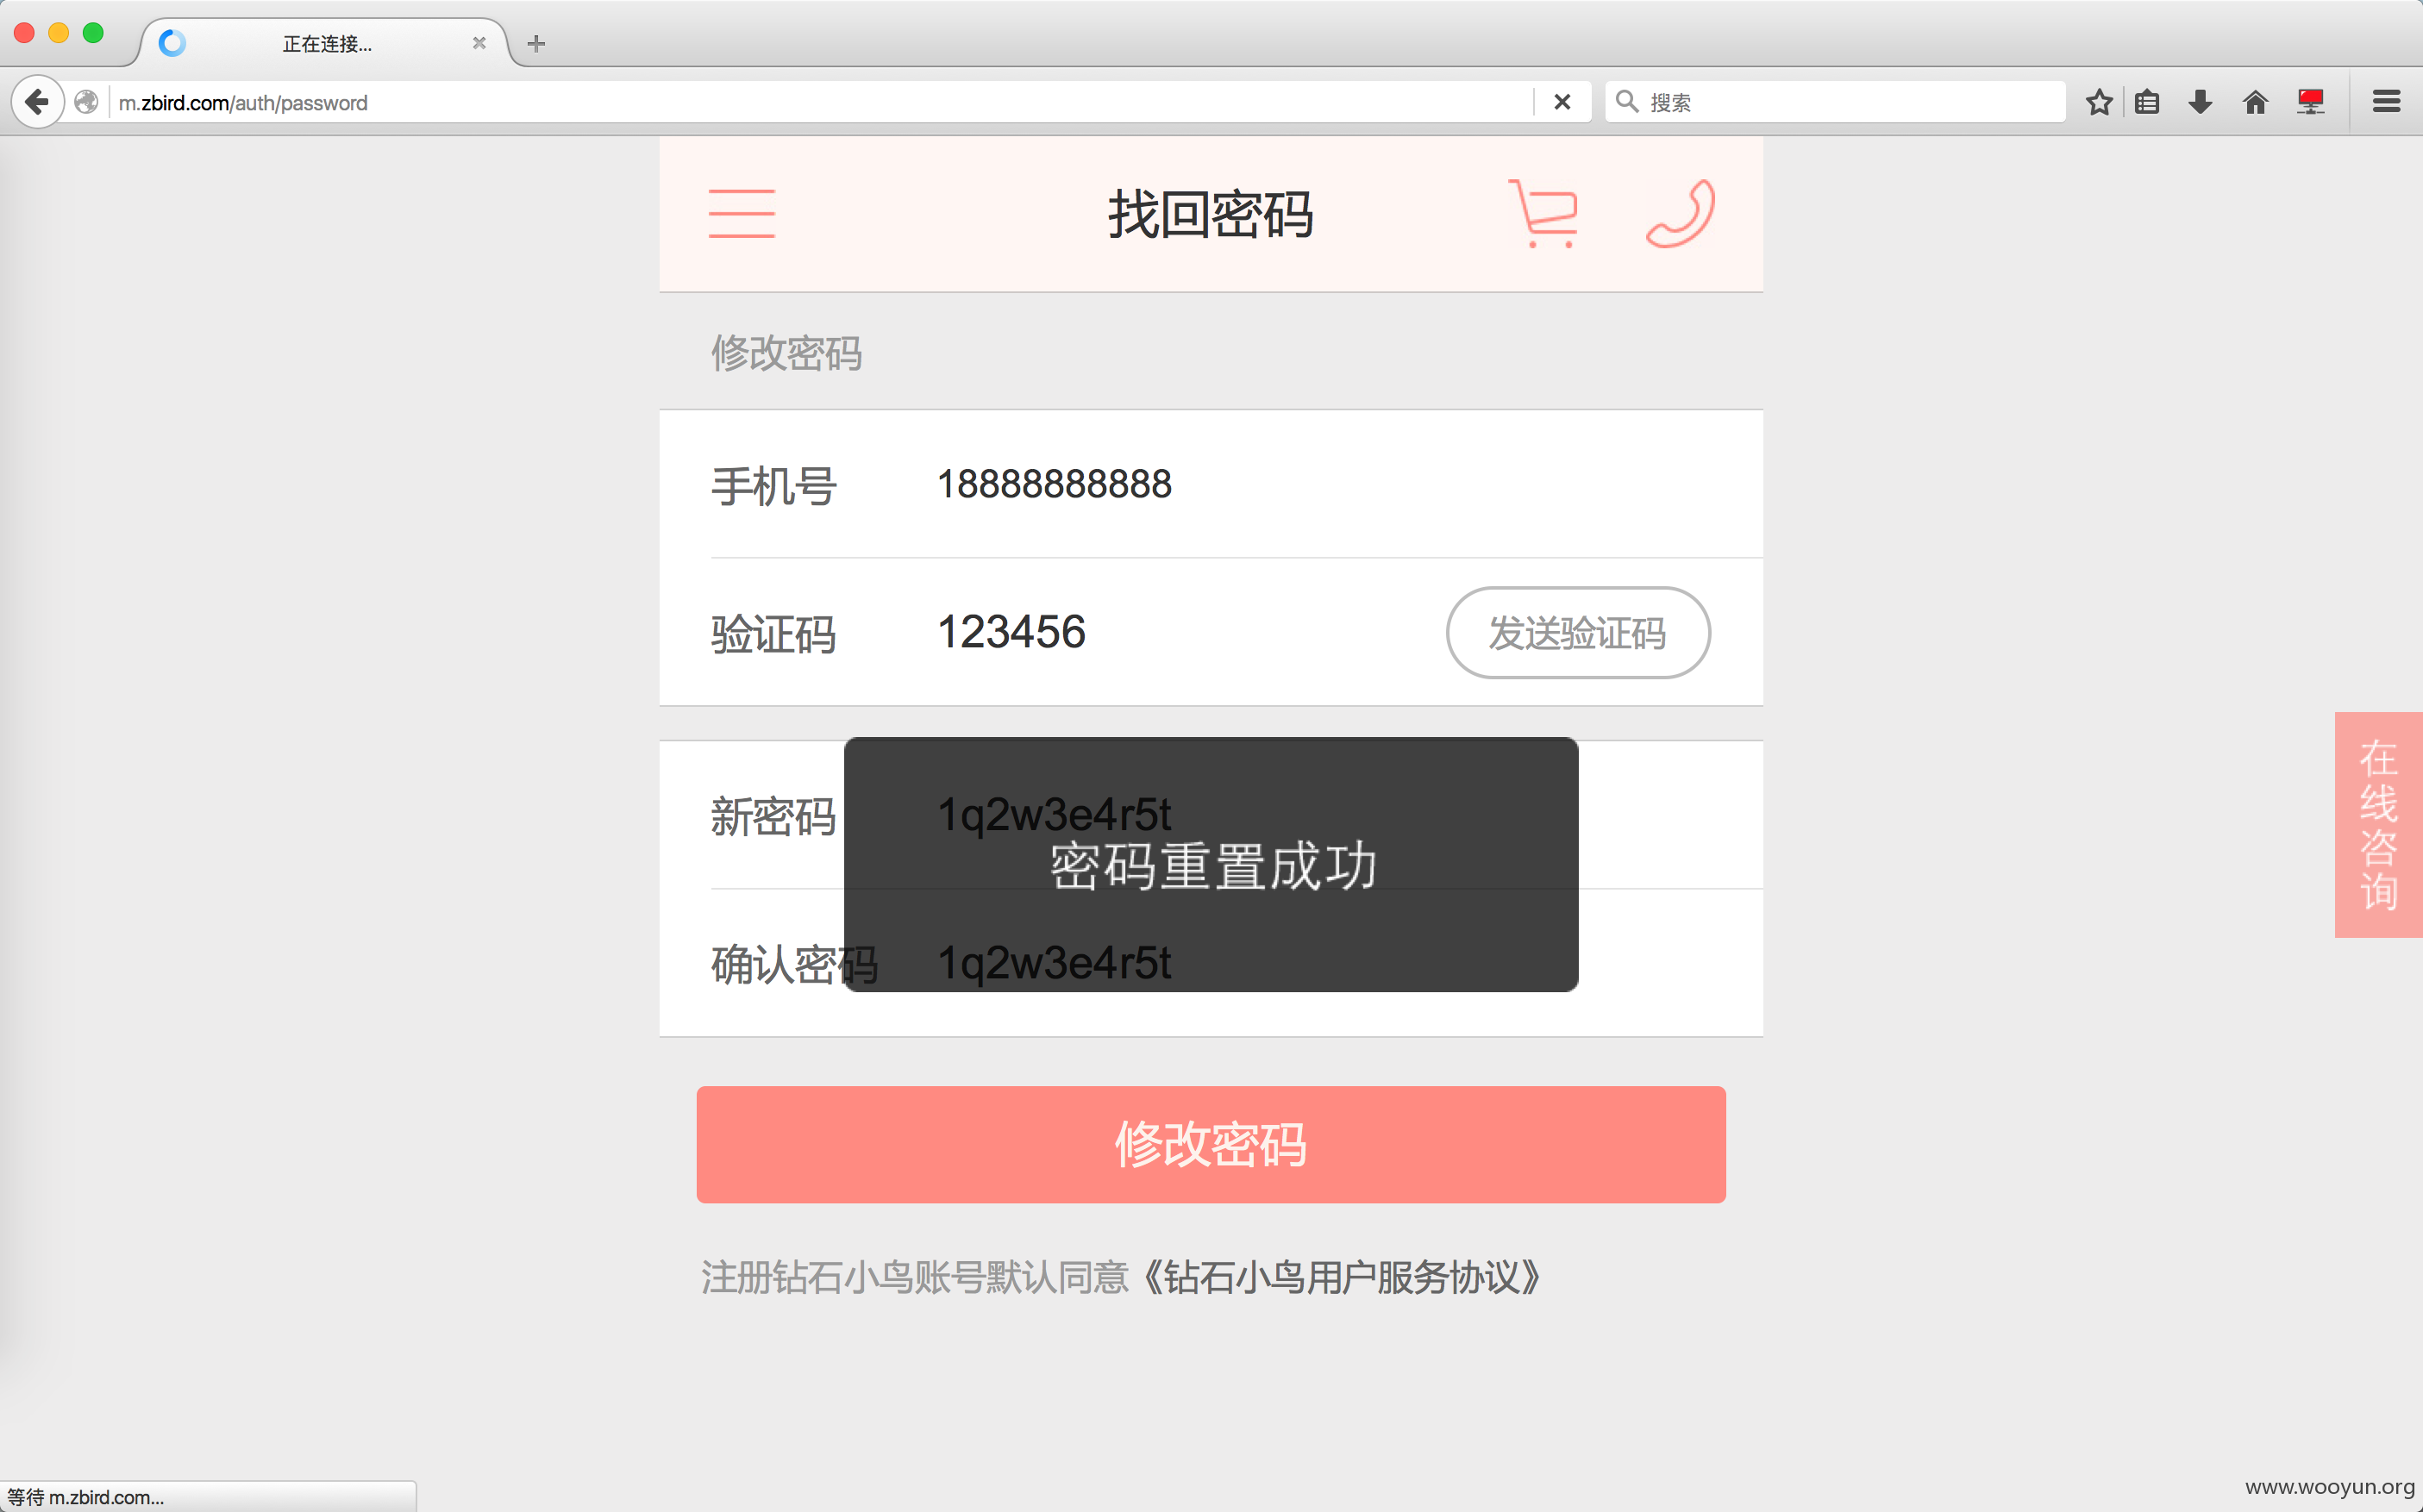 正在连接...
m.zbird.com/auth/password
搜索
找回密码
修改密码
手机号 18888888888
验证码 123456 发送验证码
新密码 1q2w3e4r5t
密码重置成功
确认密码 1q2w3e4r5t
在线咨询
修改密码
注册钻石小鸟账号默认同意《钻石小鸟用户服务协议》
等待 m.zbird.com...
www.wooyun.org